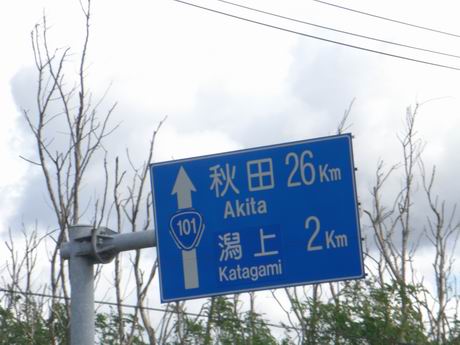 秋田 26Km
Akita
101
潟上 2Km
Katagami